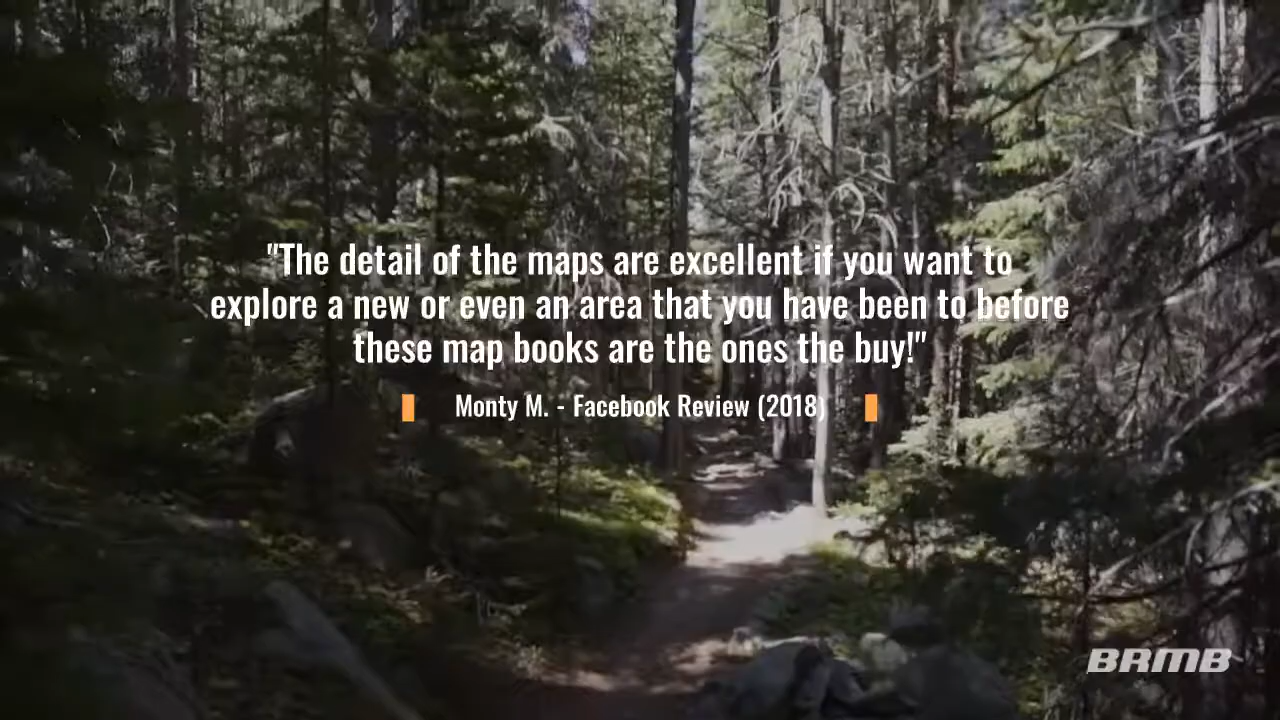 "The detail of the maps are excellent if you want to
explore a new or even an area that you have been to before
these map books are the ones the buy!"
Monty M. - Facebook Review (2018)
BRMB